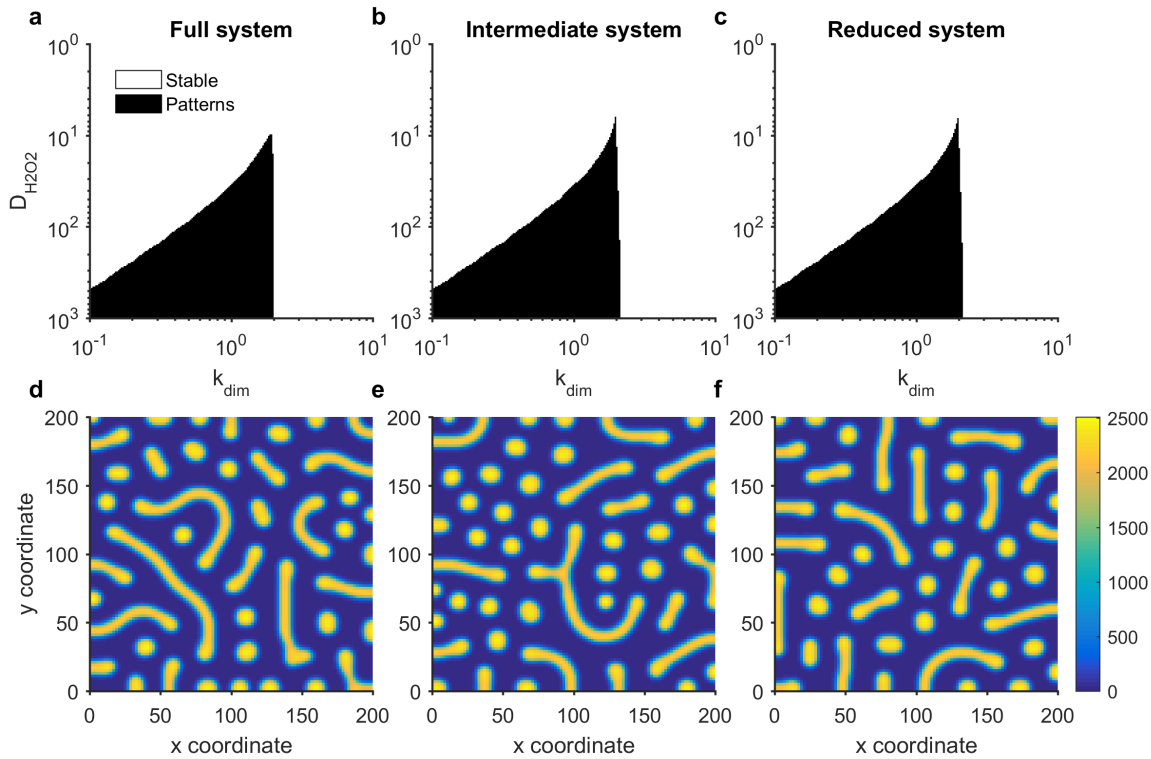 a Full system
b Intermediate system
c Reduced system
10^0 10^0 10^0
Stable
Patterns
10^1 10^1 10^1
D_H2O2
10^2 10^2 10^2
10^3 10^3 10^3
10^-1 10^0 10^1 10^-1 10^0 10^1 10^-1 10^0 10^1
k_dim k_dim k_dim
d e f
200 200 200 2500
2000
150 150 150
1500
y coordinate
100 100 100
1000
50 50 50
500
0 0 0 0
0 50 100 150 200 0 50 100 150 200 0 50 100 150 200
x coordinate x coordinate x coordinate